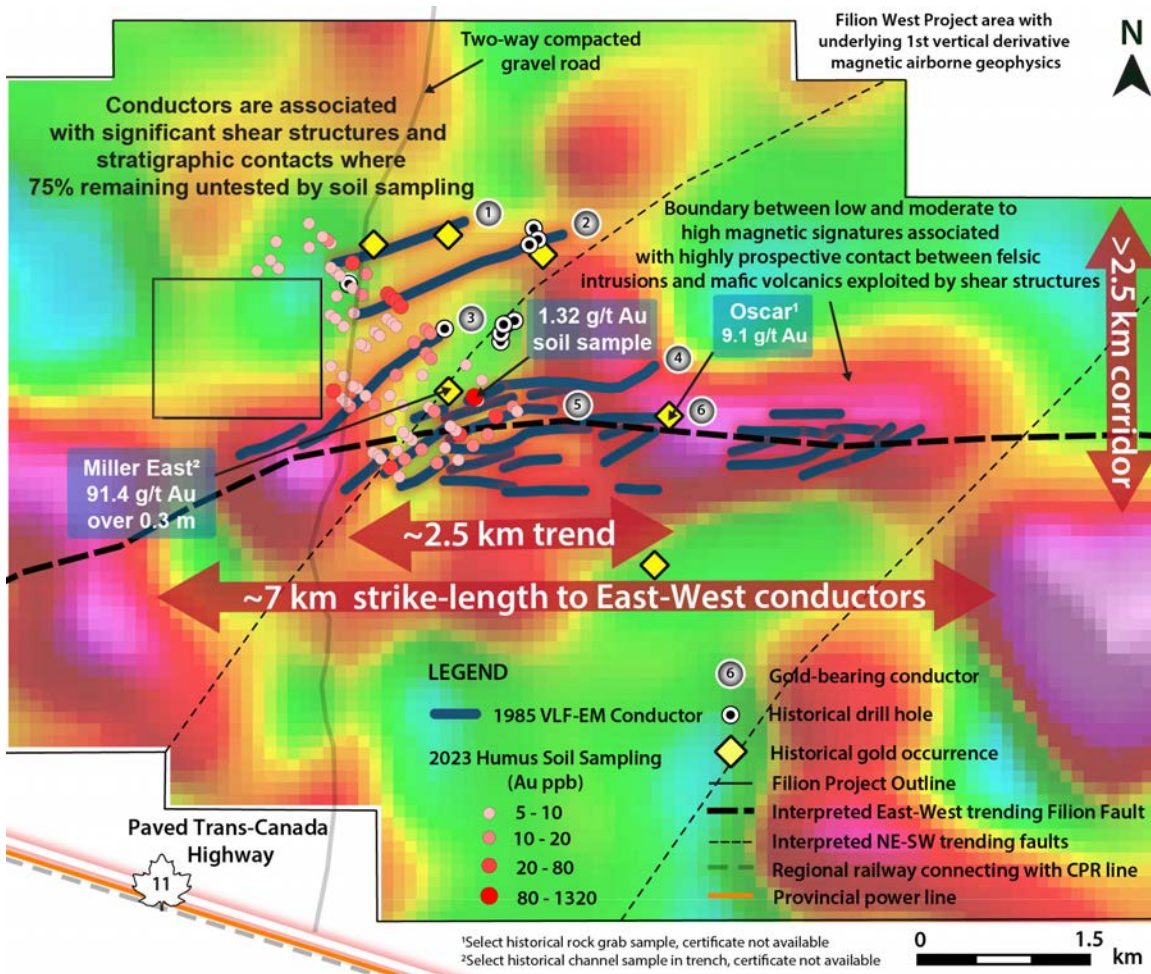 Two-way compacted
gravel road
Filion West Project area with
underlying 1st vertical derivative
magnetic airborne geophysics
N
Conductors are associated
with significant shear structures and
stratigraphic contacts where
75% remaining untested by soil sampling
1
2
Boundary between low and moderate to
high magnetic signatures associated
with highly prospective contact between felsic
intrusions and mafic volcanics exploited by shear structures
>2.5 km corridor
3
1.32 g/t Au
soil sample
Oscar¹
9.1 g/t Au
4
5
6
Miller East²
91.4 g/t Au
over 0.3 m
~2.5 km trend
~7 km strike-length to East-West conductors
LEGEND
1985 VLF-EM Conductor
2023 Humus Soil Sampling
(Au ppb)
5 - 10
10 - 20
20 - 80
80 - 1320
6
Gold-bearing conductor
Historical drill hole
Historical gold occurrence
Filion Project Outline
Interpreted East-West trending Filion Fault
Interpreted NE-SW trending faults
Regional railway connecting with CPR line
Provincial power line
Paved Trans-Canada
Highway
11
¹Select historical rock grab sample, certificate not available
²Select historical channel sample in trench, certificate not available
0 1.5
km